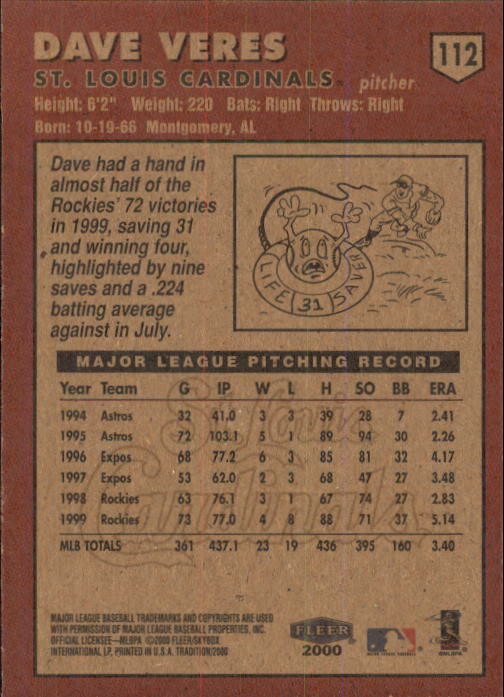 DAVE VERES
112
ST. LOUIS CARDINALS™ pitcher
Height: 6'2" Weight: 220 Bats: Right Throws: Right
Born: 10-19-66 Montgomery, AL
Dave had a hand in
almost half of the
Rockies' 72 victories
in 1999, saving 31
and winning four,
highlighted by nine
saves and a .224
batting average
against in July.
LIFE 31 SAVER
MAJOR LEAGUE PITCHING RECORD
Year Team G IP W L H SO BB ERA
1994 Astros 32 41.0 3 3 39 28 7 2.41
1995 Astros 72 103.1 5 1 89 94 30 2.26
1996 Expos 68 77.2 6 3 85 81 32 4.17
1997 Expos 53 62.0 2 3 68 47 27 3.48
1998 Rockies 63 76.1 3 1 67 74 27 2.83
1999 Rockies 73 77.0 4 8 88 71 37 5.14
MLB TOTALS 361 437.1 23 19 436 395 160 3.40
St. Louis
Cardinals
MAJOR LEAGUE BASEBALL TRADEMARKS AND COPYRIGHTS ARE USED
WITH PERMISSION OF MAJOR LEAGUE BASEBALL PROPERTIES, INC.
OFFICIAL LICENSEE—MLBPA ©2000 FLEER/SKYBOX
INTERNATIONAL LP, PRINTED IN U.S.A. TRADITION/2000
FLEER
2000
MAJOR LEAGUE BASEBALL
©MLBPA